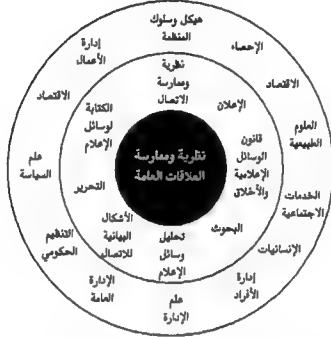 هيكل وسلوك
المنظمة
الإحصاء
الاقتصاد
العلوم
الطبيعية
الخدمات
الاجتماعية
الإنسانيات
إدارة
الأفراد
علم
الإدارة
الإدارة
العامة
التنظيم
الحكومي
علم
السياسة
الاقتصاد
إدارة
الأعمال
نظرية
وممارسة
الاتصال
الإعلان
قانون
الوسائل
الإعلامية
والأخلاق
البحوث
تحليل
وسائل
الإعلام
الأشكال
البيانية
للاتصال
التحرير
الكتابة
لوسائل
الإعلام
نظرية وممارسة
العلاقات العامة